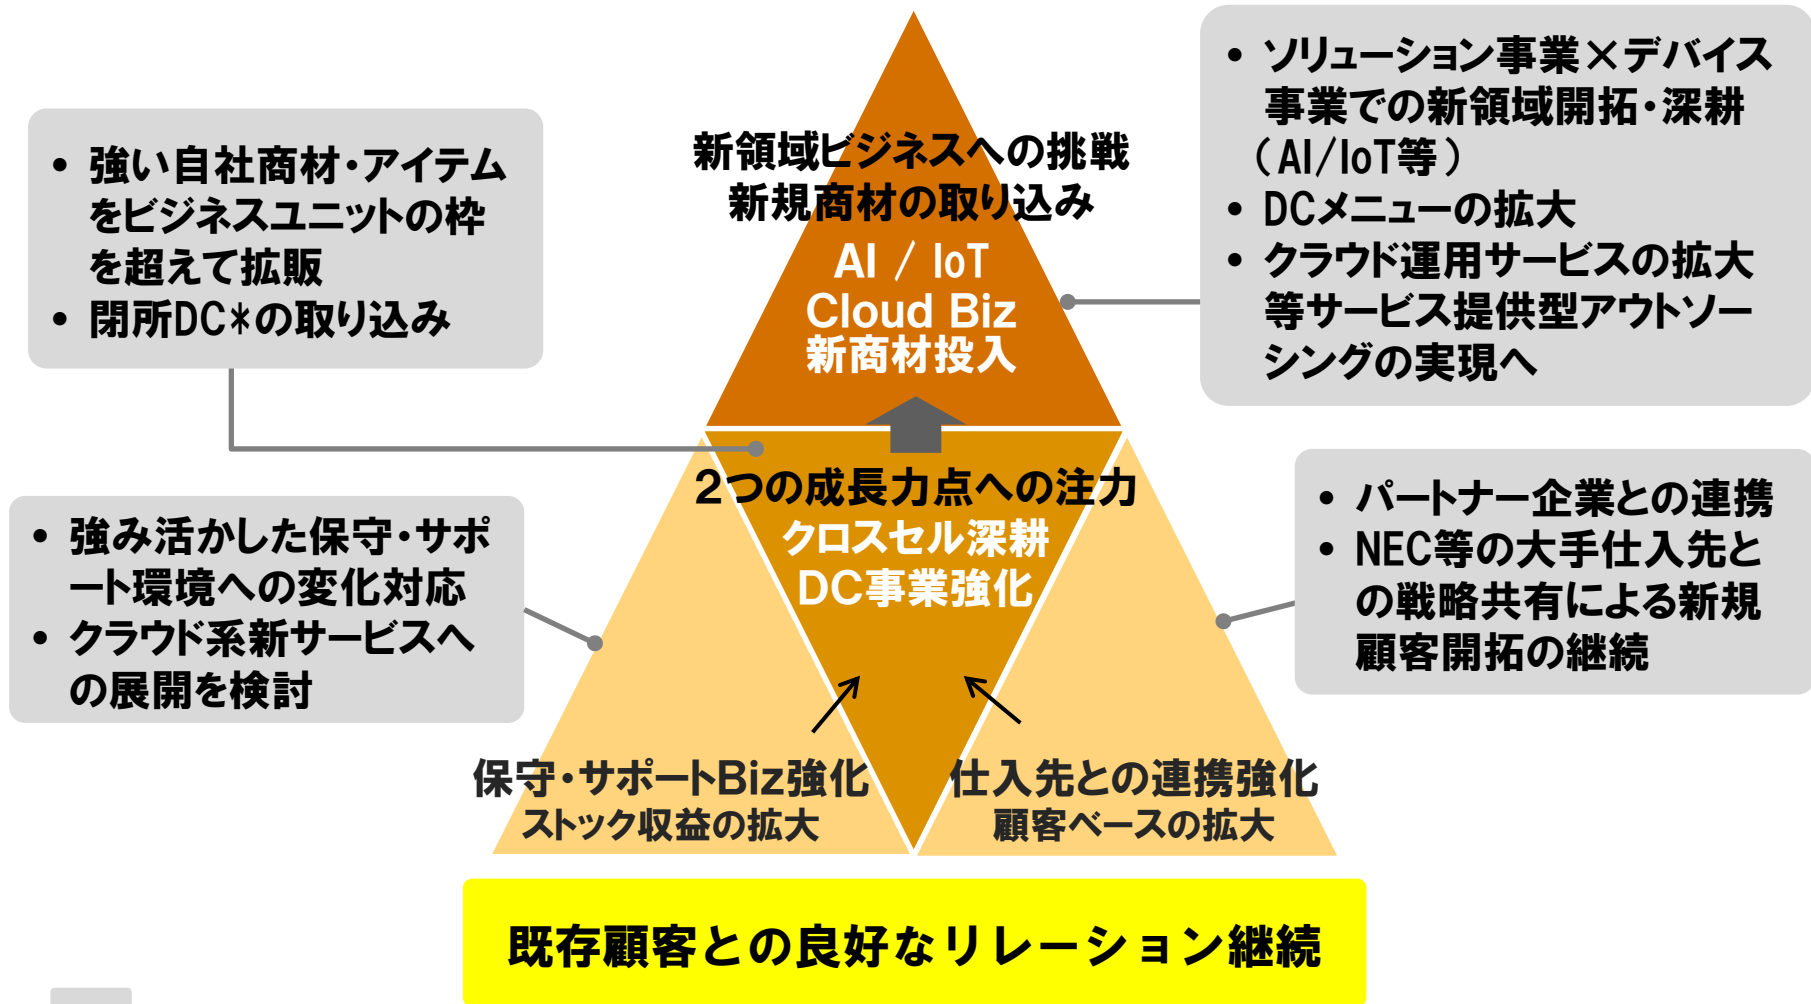 新領域ビジネスへの挑戦
新規商材の取り込み
AI / IoT
Cloud Biz
新商材投入
• ソリューション事業×デバイス
事業での新領域開拓・深耕
（AI/IoT等）
• DCメニューの拡大
• クラウド運用サービスの拡大
等サービス提供型アウトソー
シングの実現へ
• 強い自社商材・アイテム
をビジネスユニットの枠
を超えて拡販
• 閉所DC*の取り込み
２つの成長力点への注力
クロスセル深耕
DC事業強化
• 強み活かした保守・サポ
ート環境への変化対応
• クラウド系新サービスへ
の展開を検討
• パートナー企業との連携
• NEC等の大手仕入先と
の戦略共有による新規
顧客開拓の継続
保守・サポートBiz強化
ストック収益の拡大
仕入先との連携強化
顧客ベースの拡大
既存顧客との良好なリレーション継続